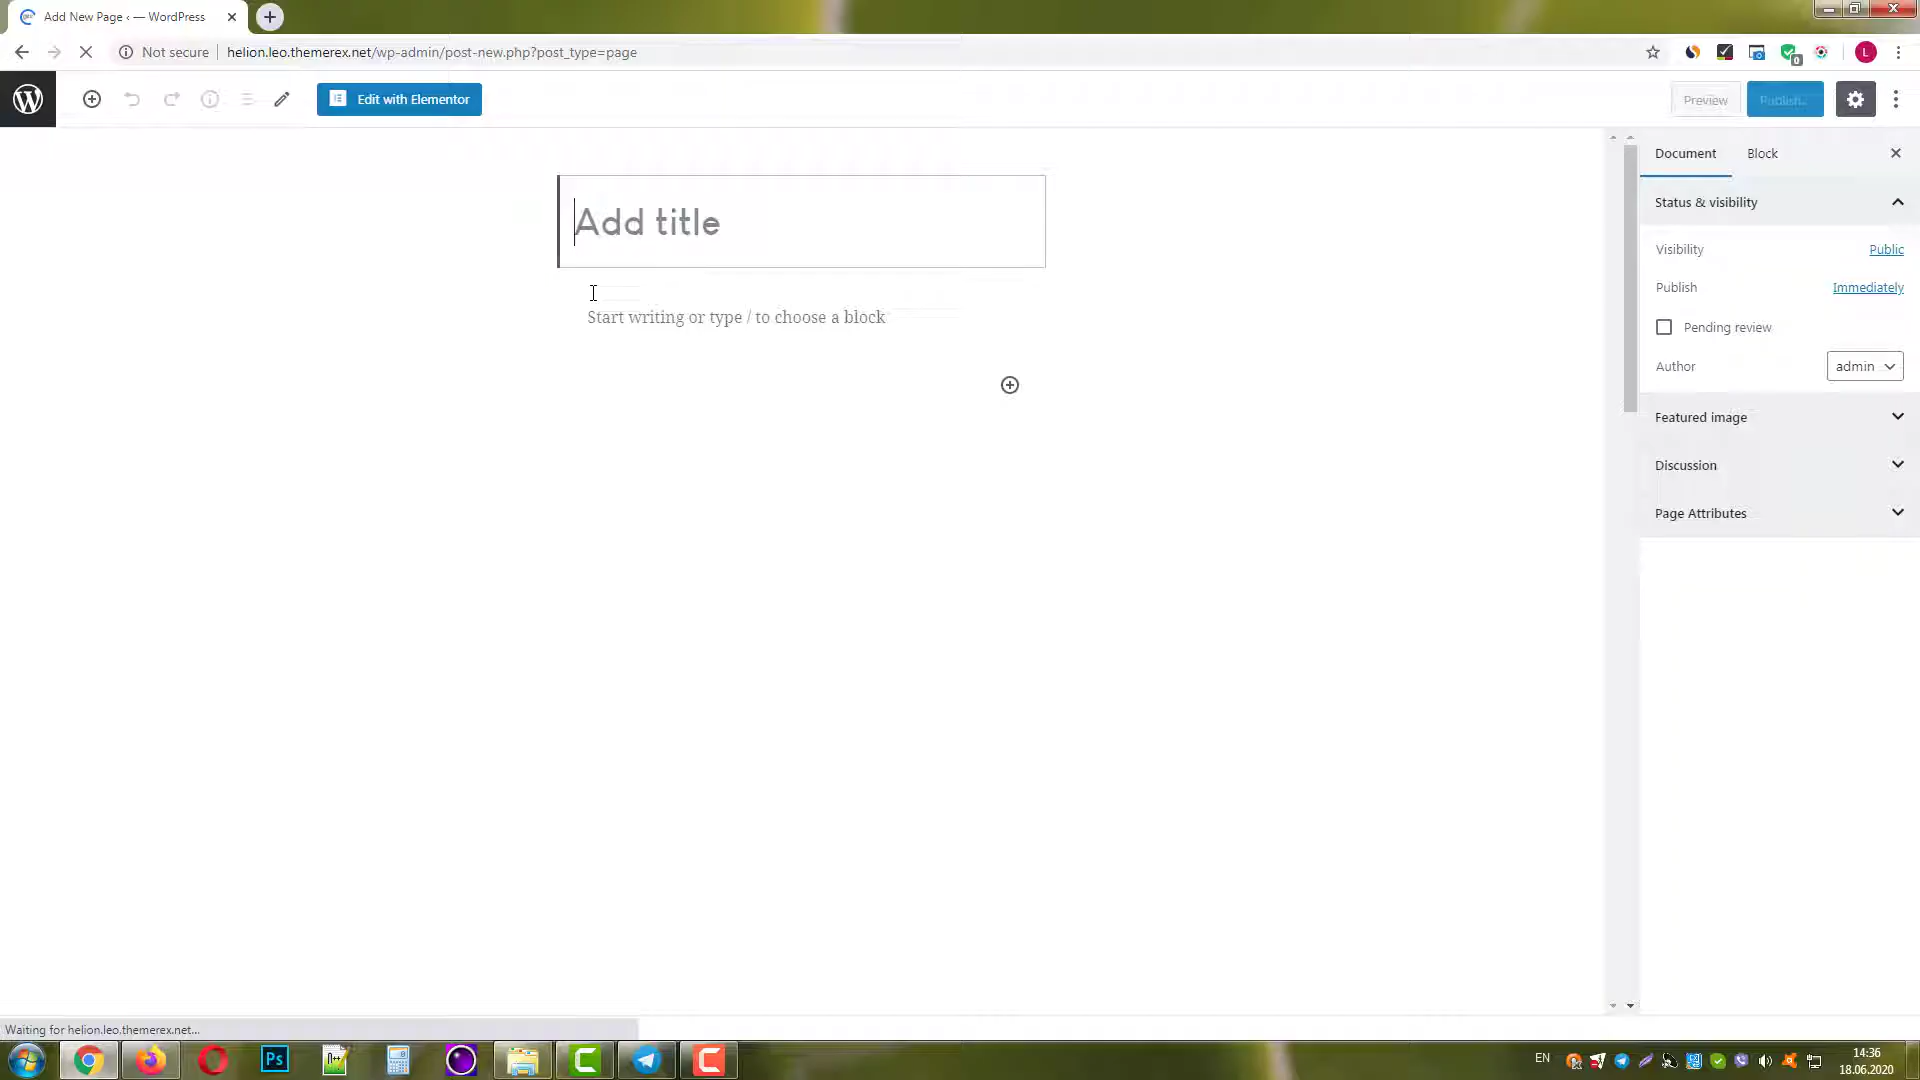 Add New Page ‹ — WordPress
Not secure
helion.leo.themerex.net/wp-admin/post-new.php?post_type=page
0
L
Edit with Elementor
Preview
Publish...
Document
Block
Add title
Status & visibility
Visibility
Public
Start writing or type / to choose a block
Publish
Immediately
Pending review
Author
admin
Featured image
Discussion
Page Attributes
Waiting for helion.leo.themerex.net...
Ps
EN
14:36
18.06.2020